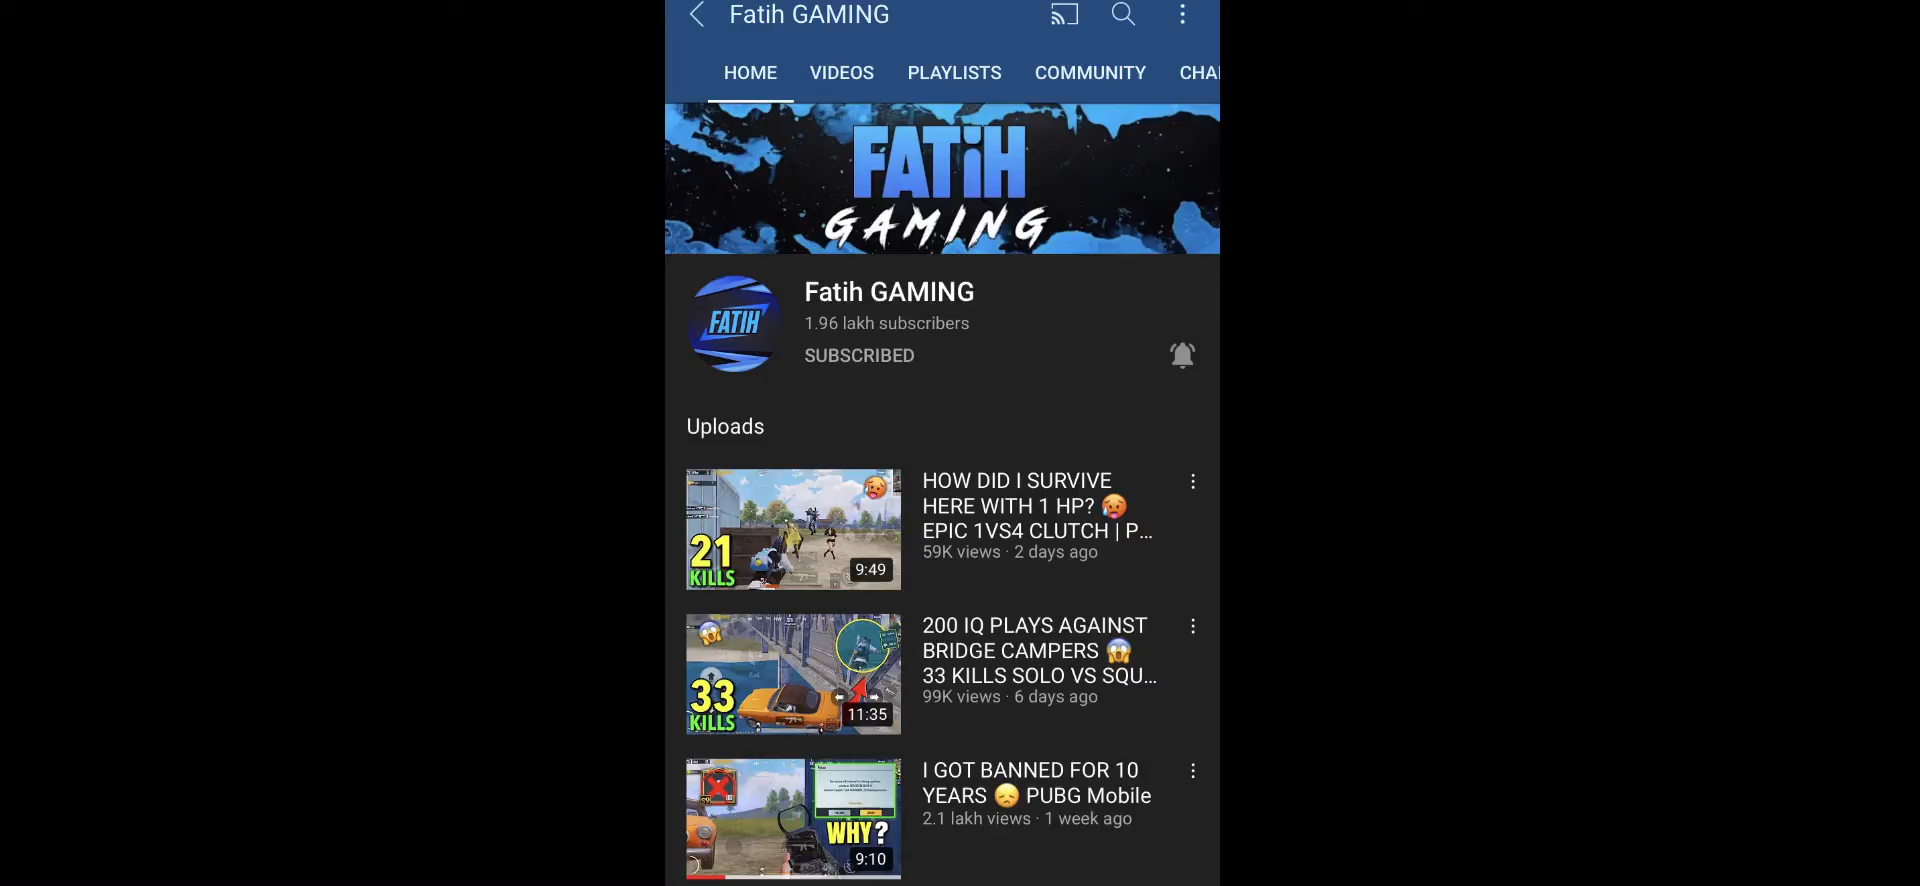 Fatih GAMING
HOME VIDEOS PLAYLISTS COMMUNITY CHA
FATiH
GAMING
FATIH
Fatih GAMING
1.96 lakh subscribers
SUBSCRIBED
Uploads
21
KILLS
9:49
HOW DID I SURVIVE
HERE WITH 1 HP? 🥵
EPIC 1VS4 CLUTCH | P...
59K views · 2 days ago
33
KILLS
11:35
200 IQ PLAYS AGAINST
BRIDGE CAMPERS 😱
33 KILLS SOLO VS SQU...
99K views · 6 days ago
WHY?
9:10
I GOT BANNED FOR 10
YEARS 😞 PUBG Mobile
2.1 lakh views · 1 week ago